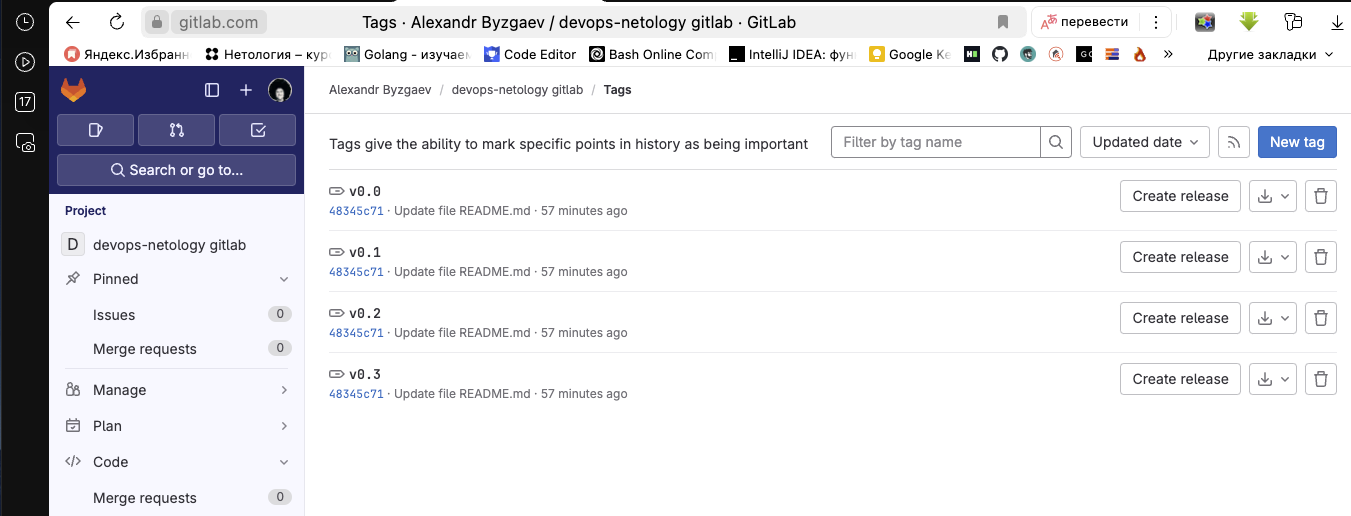 gitlab.com Tags · Alexandr Byzgaev / devops-netology gitlab · GitLab перевести
Яндекс.Избранн Нетология – кур Golang - изучаем Code Editor Bash Online Com IntelliJ IDEA: фун Google Ke Другие закладки
17
Alexandr Byzgaev / devops-netology gitlab / Tags
Search or go to...
Tags give the ability to mark specific points in history as being important Filter by tag name Updated date New tag
Project
D devops-netology gitlab
Pinned
Issues 0
Merge requests 0
Manage
Plan
Code
Merge requests 0
v0.0
48345c71 · Update file README.md · 57 minutes ago Create release
v0.1
48345c71 · Update file README.md · 57 minutes ago Create release
v0.2
48345c71 · Update file README.md · 57 minutes ago Create release
v0.3
48345c71 · Update file README.md · 57 minutes ago Create release